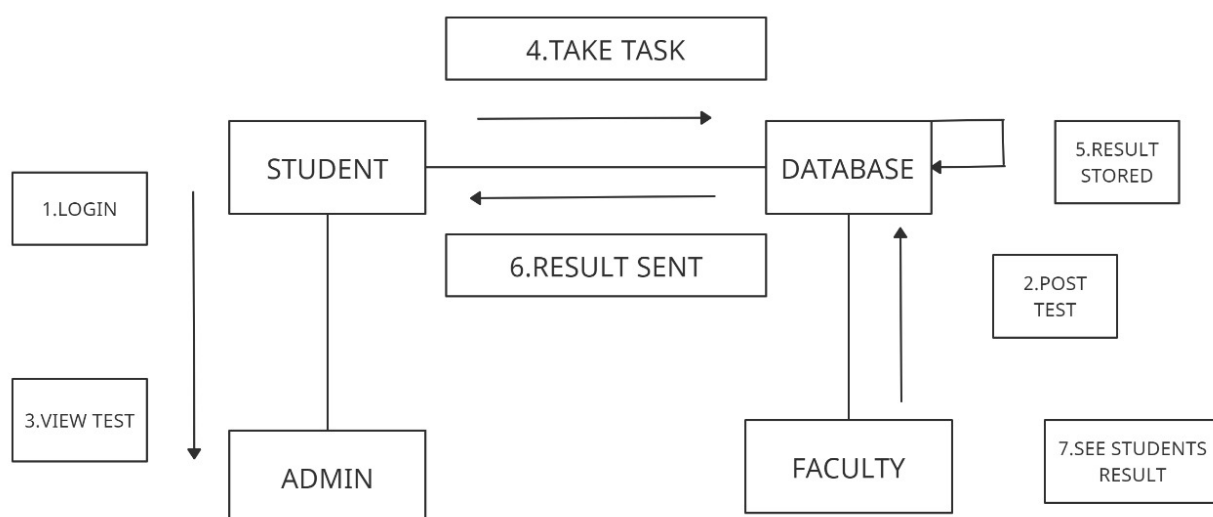 4.TAKE TASK
STUDENT
DATABASE
5.RESULT
STORED
1.LOGIN
6.RESULT SENT
2.POST
TEST
3.VIEW TEST
ADMIN
FACULTY
7.SEE STUDENTS
RESULT